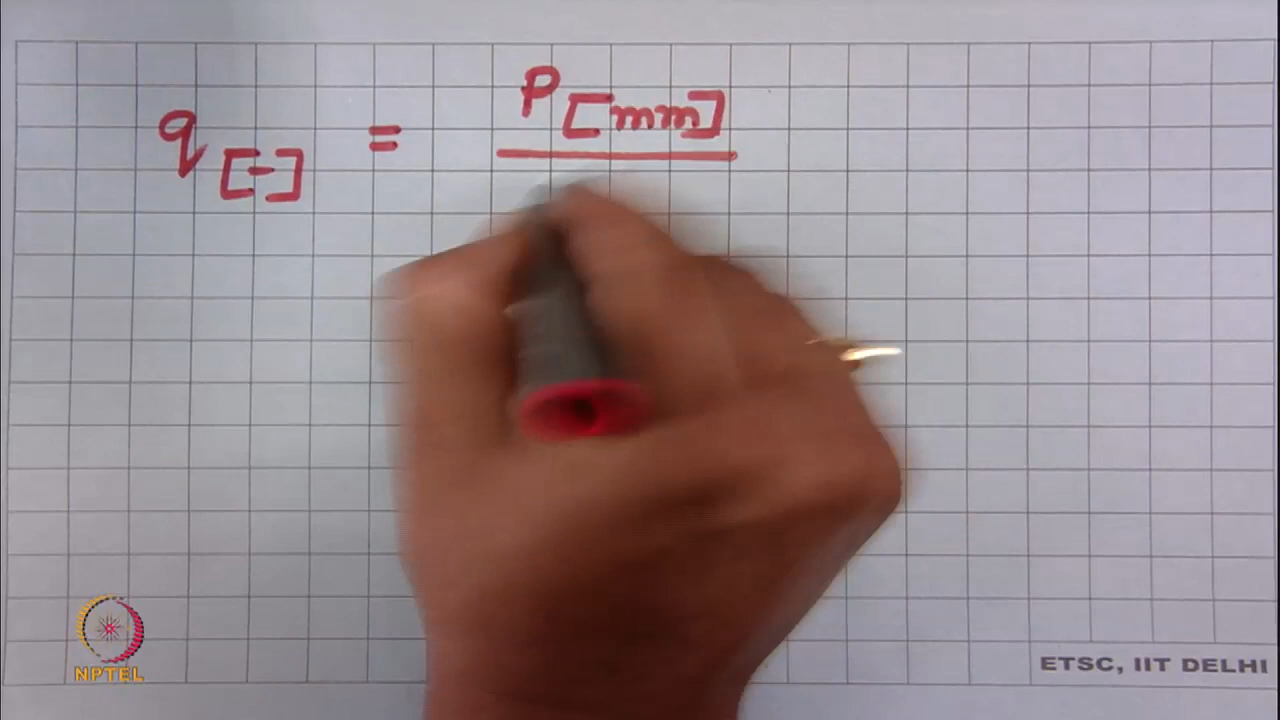 P [mm]
q [-] =
NPTEL
ETSC, IIT DELHI